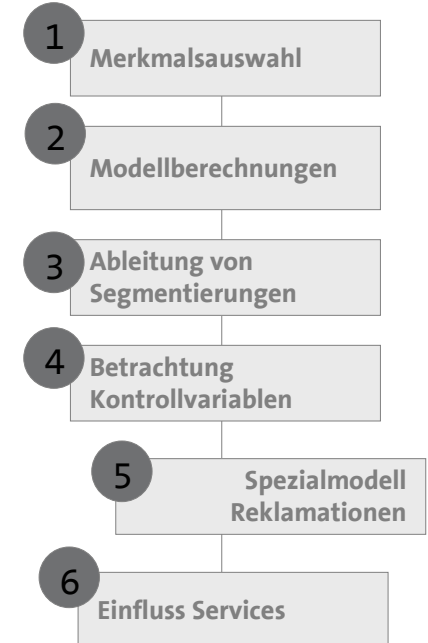 1
Merkmalsauswahl
2
Modellberechnungen
3
Ableitung von
Segmentierungen
4
Betrachtung
Kontrollvariablen
5
Spezialmodell
Reklamationen
6
Einfluss Services